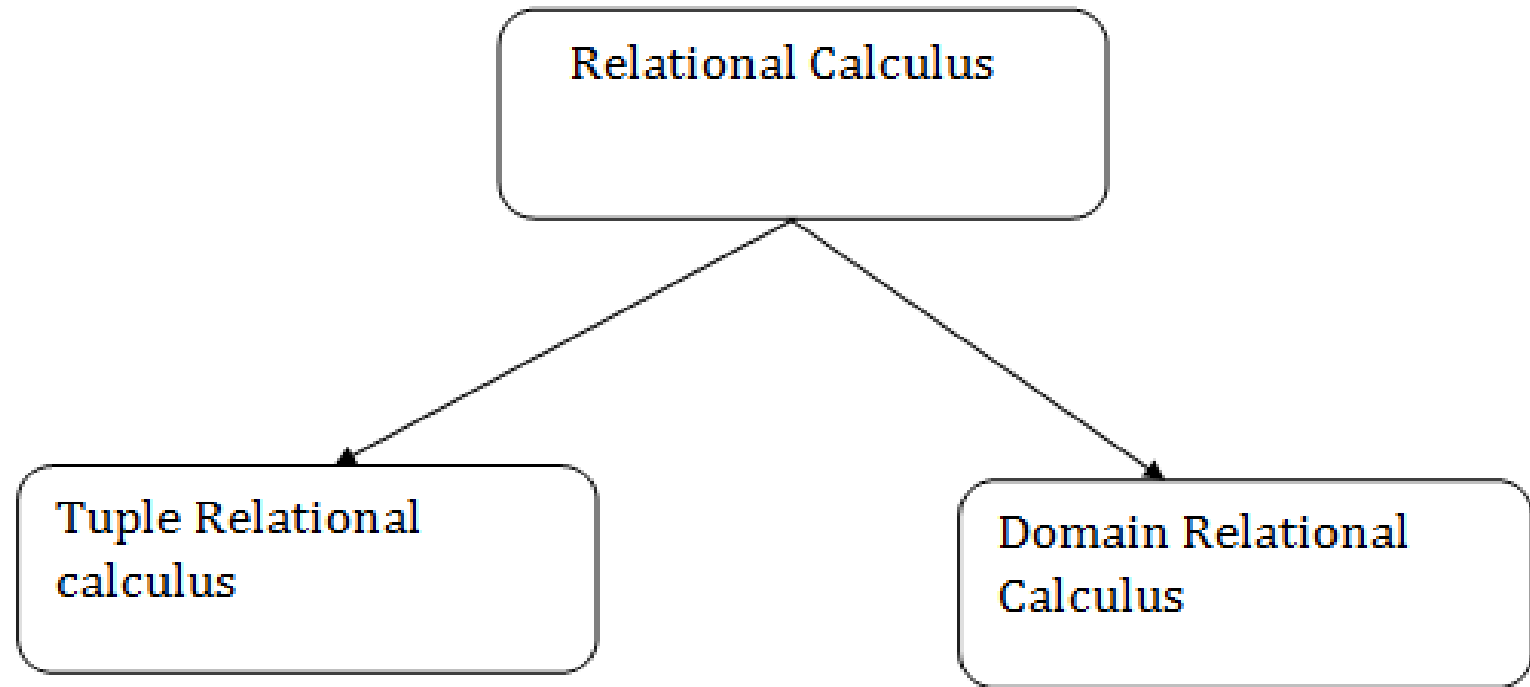 Relational Calculus
Tuple Relational
calculus
Domain Relational
Calculus